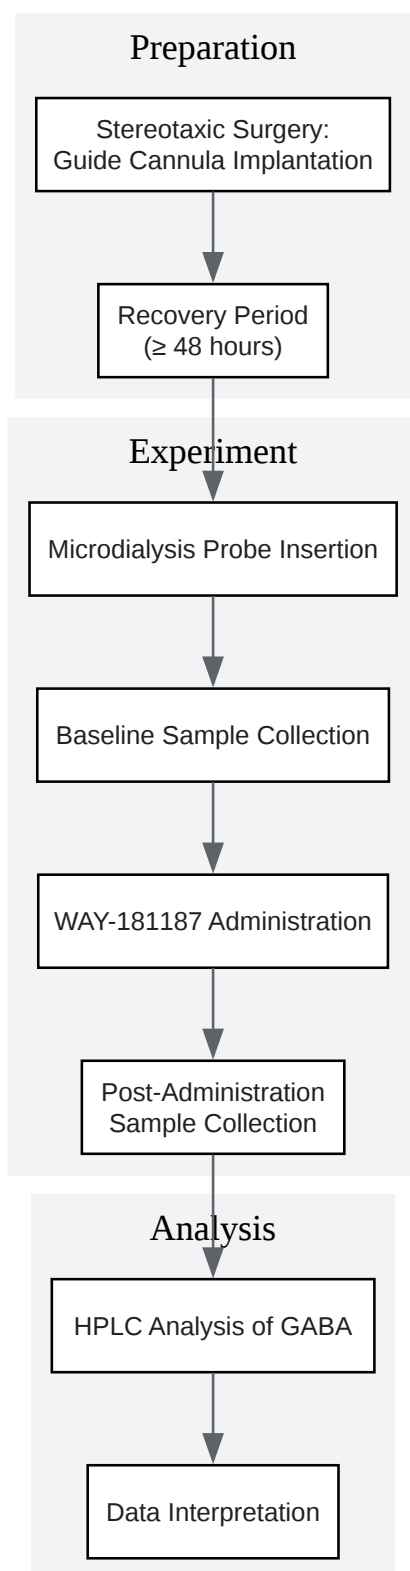 Preparation
Stereotaxic Surgery:
Guide Cannula Implantation
Recovery Period
(≥ 48 hours)
Experiment
Microdialysis Probe Insertion
Baseline Sample Collection
WAY-181187 Administration
Post-Administration
Sample Collection
Analysis
HPLC Analysis of GABA
Data Interpretation